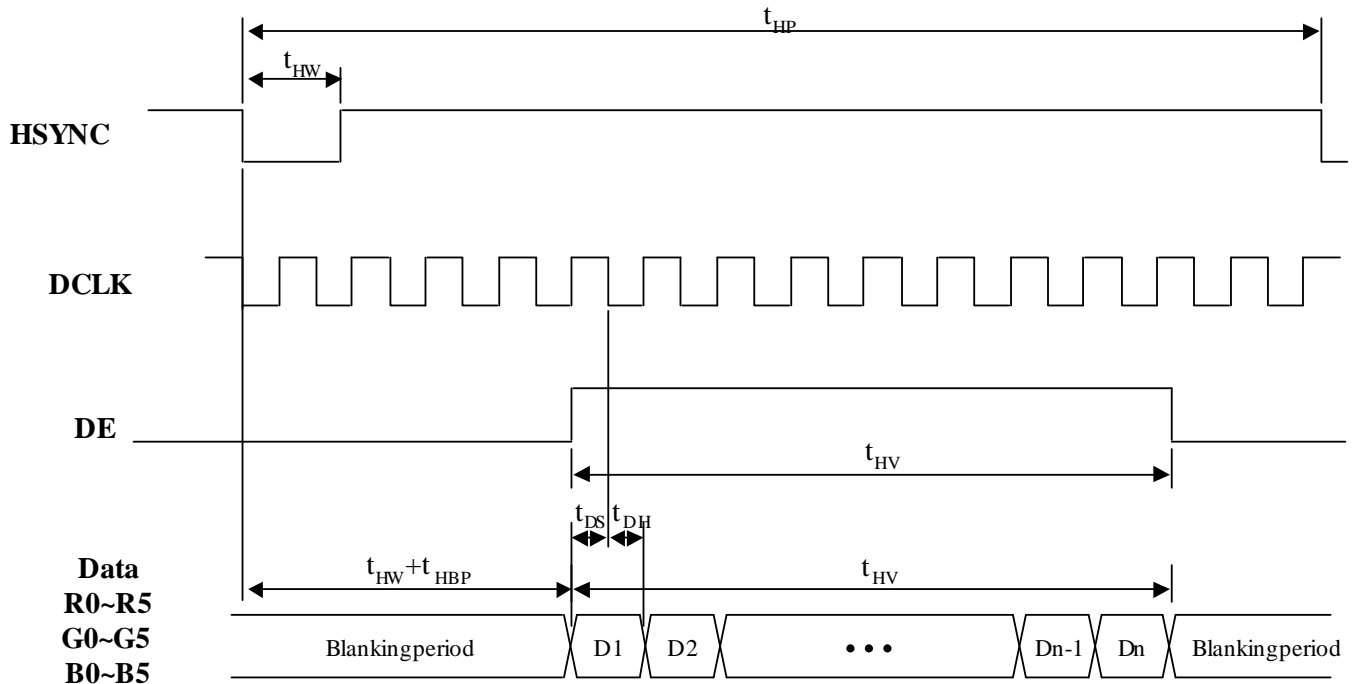 tHP
tHW
HSYNC
DCLK
DE
tHV
tDS tDH
Data
R0~R5
G0~G5
B0~B5
tHW+tHBP
tHV
Blankingperiod D1 D2 ••• Dn-1 Dn Blankingperiod